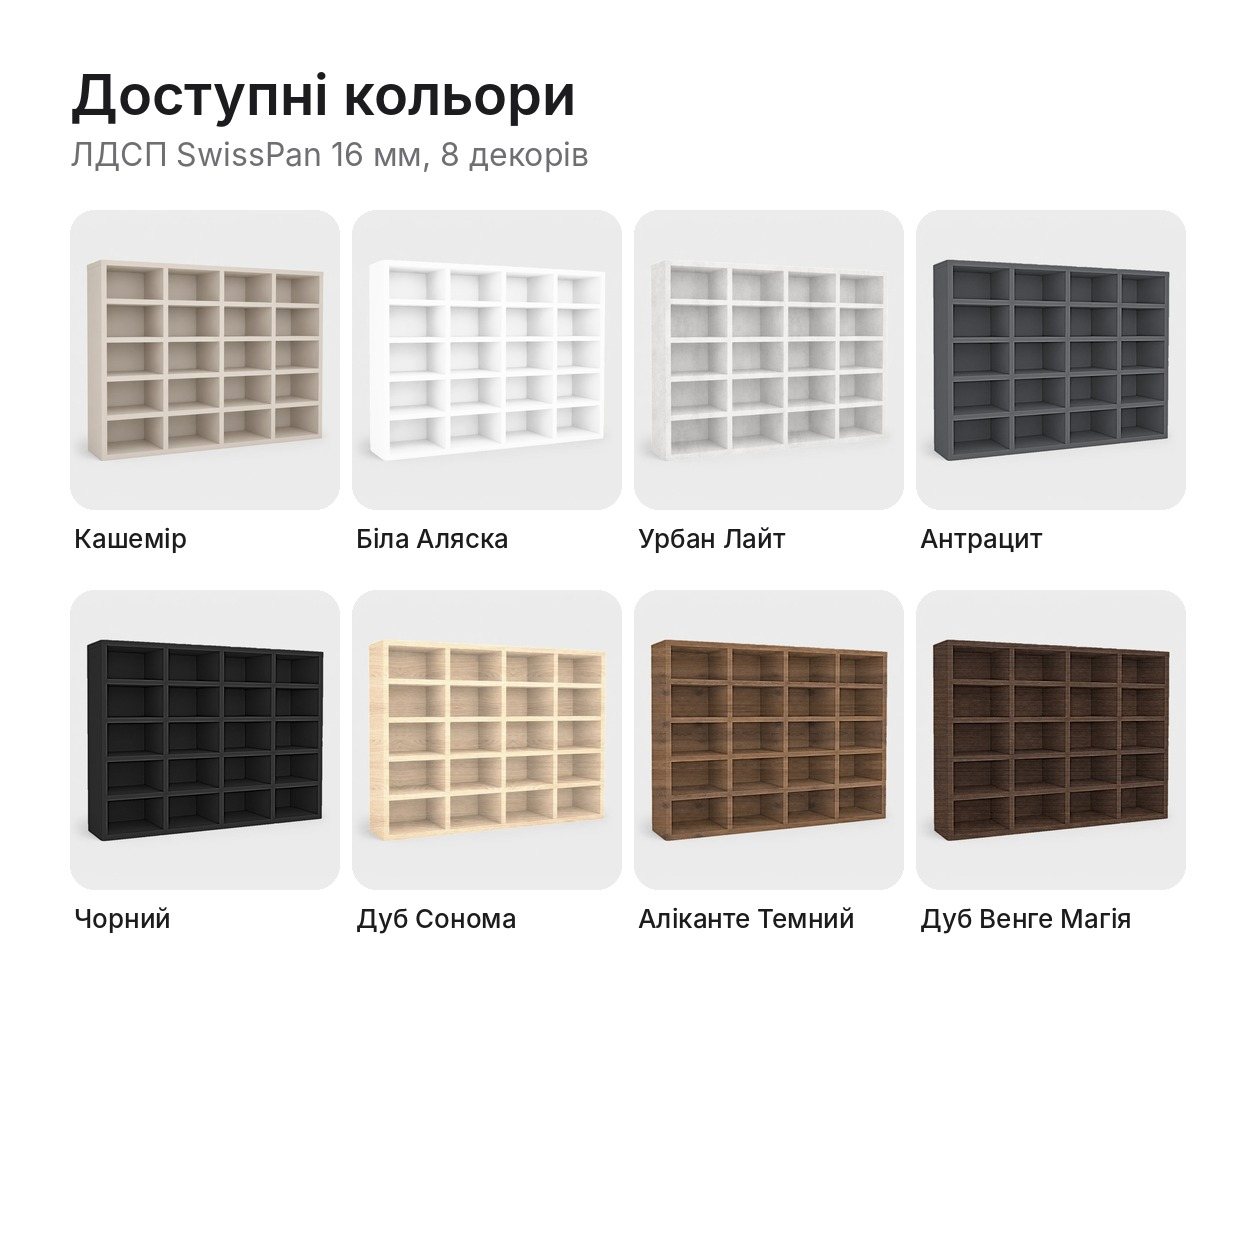 Доступні кольори
ЛДСП SwissPan 16 мм, 8 декорів
Кашемір
Біла Аляска
Урбан Лайт
Антрацит
Чорний
Дуб Сонома
Аліканте Темний
Дуб Венге Магія